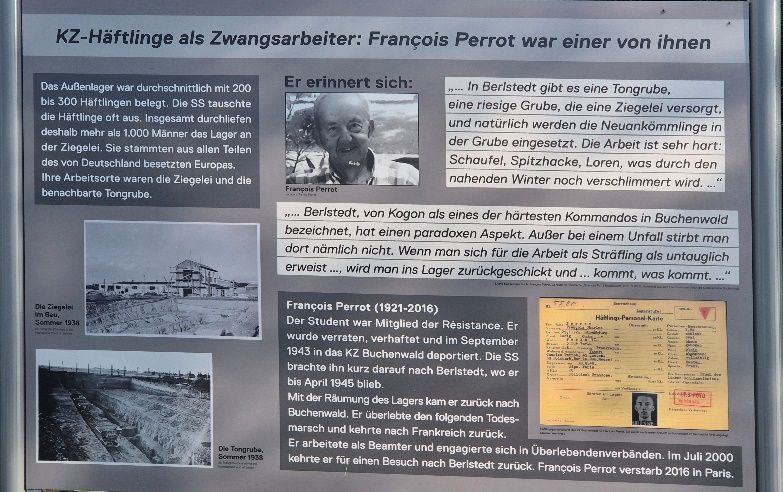 KZ-Häftlinge als Zwangsarbeiter: François Perrot war einer von ihnen
Das Außenlager war durchschnittlich mit 200
bis 300 Häftlingen belegt. Die SS tauschte
die Häftlinge oft aus. Insgesamt durchliefen
deshalb mehr als 1.000 Männer das Lager an
der Ziegelei. Sie stammten aus allen Teilen
des von Deutschland besetzten Europas.
Ihre Arbeitsorte waren die Ziegelei und die
benachbarte Tongrube.
Er erinnert sich:
François Perrot
„… In Berlstedt gibt es eine Tongrube,
eine riesige Grube, die eine Ziegelei versorgt,
und natürlich werden die Neuankömmlinge in
der Grube eingesetzt. Die Arbeit ist sehr hart:
Schaufel, Spitzhacke, Loren, was durch den
nahenden Winter noch verschlimmert wird. …“
„… Berlstedt, von Kogon als eines der härtesten Kommandos in Buchenwald
bezeichnet, hat einen paradoxen Aspekt. Außer bei einem Unfall stirbt man
dort nämlich nicht. Wenn man sich für die Arbeit als Sträfling als untauglich
erweist …, wird man ins Lager zurückgeschickt und … kommt, was kommt. …“
Die Ziegelei
im Bau,
Sommer 1938
Die Tongrube,
Sommer 1938
François Perrot (1921-2016)
Der Student war Mitglied der Résistance. Er
wurde verraten, verhaftet und im September
1943 in das KZ Buchenwald deportiert. Die SS
brachte ihn kurz darauf nach Berlstedt, wo er
bis April 1945 blieb.
Mit der Räumung des Lagers kam er zurück nach
Buchenwald. Er überlebte den folgenden Todes-
marsch und kehrte nach Frankreich zurück.
Er arbeitete als Beamter und engagierte sich in Überlebendenverbänden. Im Juli 2000
kehrte er für einen Besuch nach Berlstedt zurück. François Perrot verstarb 2016 in Paris.
Häftlings-Personal-Karte